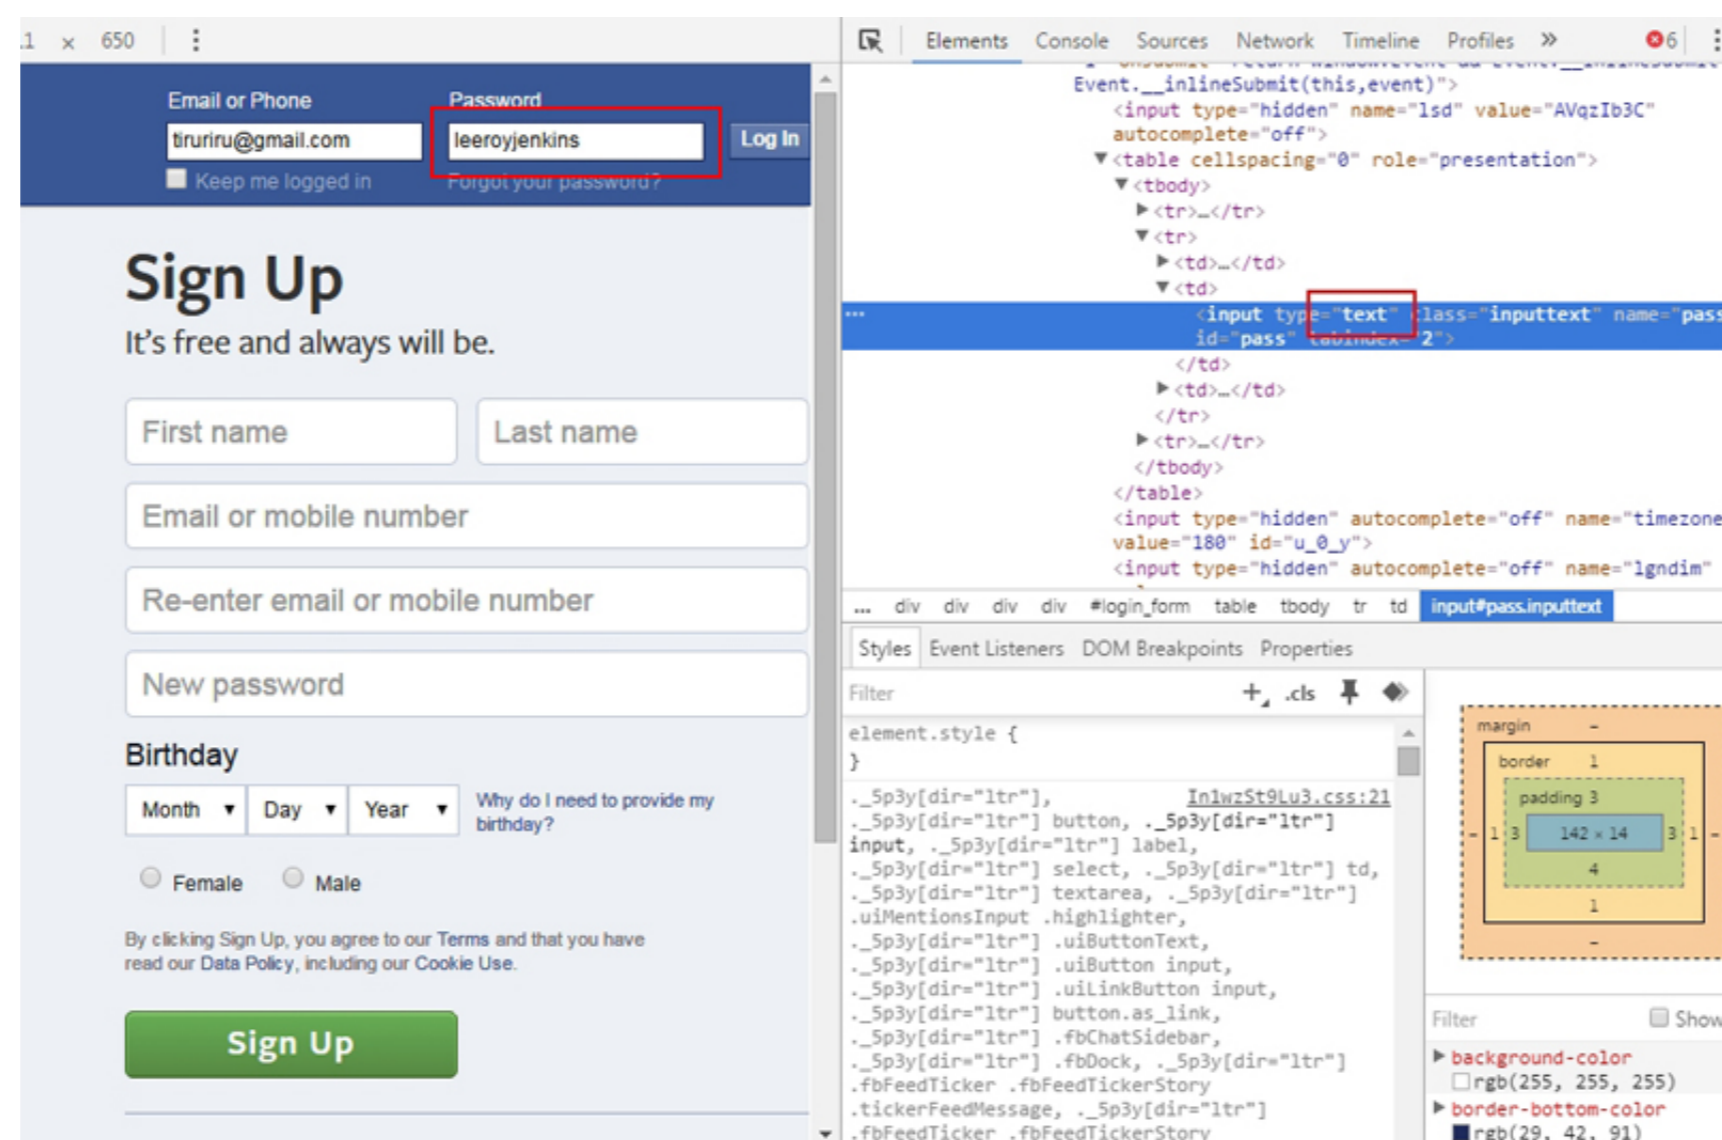 .1 × 650
Email or Phone
Password
tiruriru@gmail.com
leeroyjenkins
Log In
Keep me logged in
Forgot your password?
Sign Up
It's free and always will be.
First name
Last name
Email or mobile number
Re-enter email or mobile number
New password
Birthday
Month
Day
Year
Why do I need to provide my
birthday?
Female
Male
By clicking Sign Up, you agree to our Terms and that you have
read our Data Policy, including our Cookie Use.
Sign Up
Elements Console Sources Network Timeline Profiles » 6
Event.__inlineSubmit(this,event)">
<input type="hidden" name="lsd" value="AVqzIb3C"
autocomplete="off">
▼<table cellspacing="0" role="presentation">
▼<tbody>
▶<tr>…</tr>
▼<tr>
▶<td>…</td>
▼<td>
<input type="text" class="inputtext" name="pass
id="pass" tabindex="2">
</td>
▶<td>…</td>
</tr>
▶<tr>…</tr>
</tbody>
</table>
<input type="hidden" autocomplete="off" name="timezone
value="180" id="u_0_y">
<input type="hidden" autocomplete="off" name="lgndim"
... div div div div #login_form table tbody tr td input#pass.inputtext
Styles Event Listeners DOM Breakpoints Properties
Filter
+ .cls
element.style {
}
._5p3y[dir="ltr"], In1wzSt9Lu3.css:21
._5p3y[dir="ltr"] button, ._5p3y[dir="ltr"]
input, ._5p3y[dir="ltr"] label,
._5p3y[dir="ltr"] select, ._5p3y[dir="ltr"] td,
._5p3y[dir="ltr"] textarea, ._5p3y[dir="ltr"]
.uiMentionsInput .highlighter,
._5p3y[dir="ltr"] .uiButtonText,
._5p3y[dir="ltr"] .uiButton input,
._5p3y[dir="ltr"] .uiLinkButton input,
._5p3y[dir="ltr"] button.as_link,
._5p3y[dir="ltr"] .fbChatSidebar,
._5p3y[dir="ltr"] .fbDock, ._5p3y[dir="ltr"]
.fbFeedTicker .fbFeedTickerStory
.tickerFeedMessage, ._5p3y[dir="ltr"]
.fbFeedTicker .fbFeedTickerStory
margin -
border 1
padding 3
- 1 3 142 × 14 3 1 -
4
1
-
Filter
Show
background-color
rgb(255, 255, 255)
border-bottom-color
rgb(29, 42, 91)